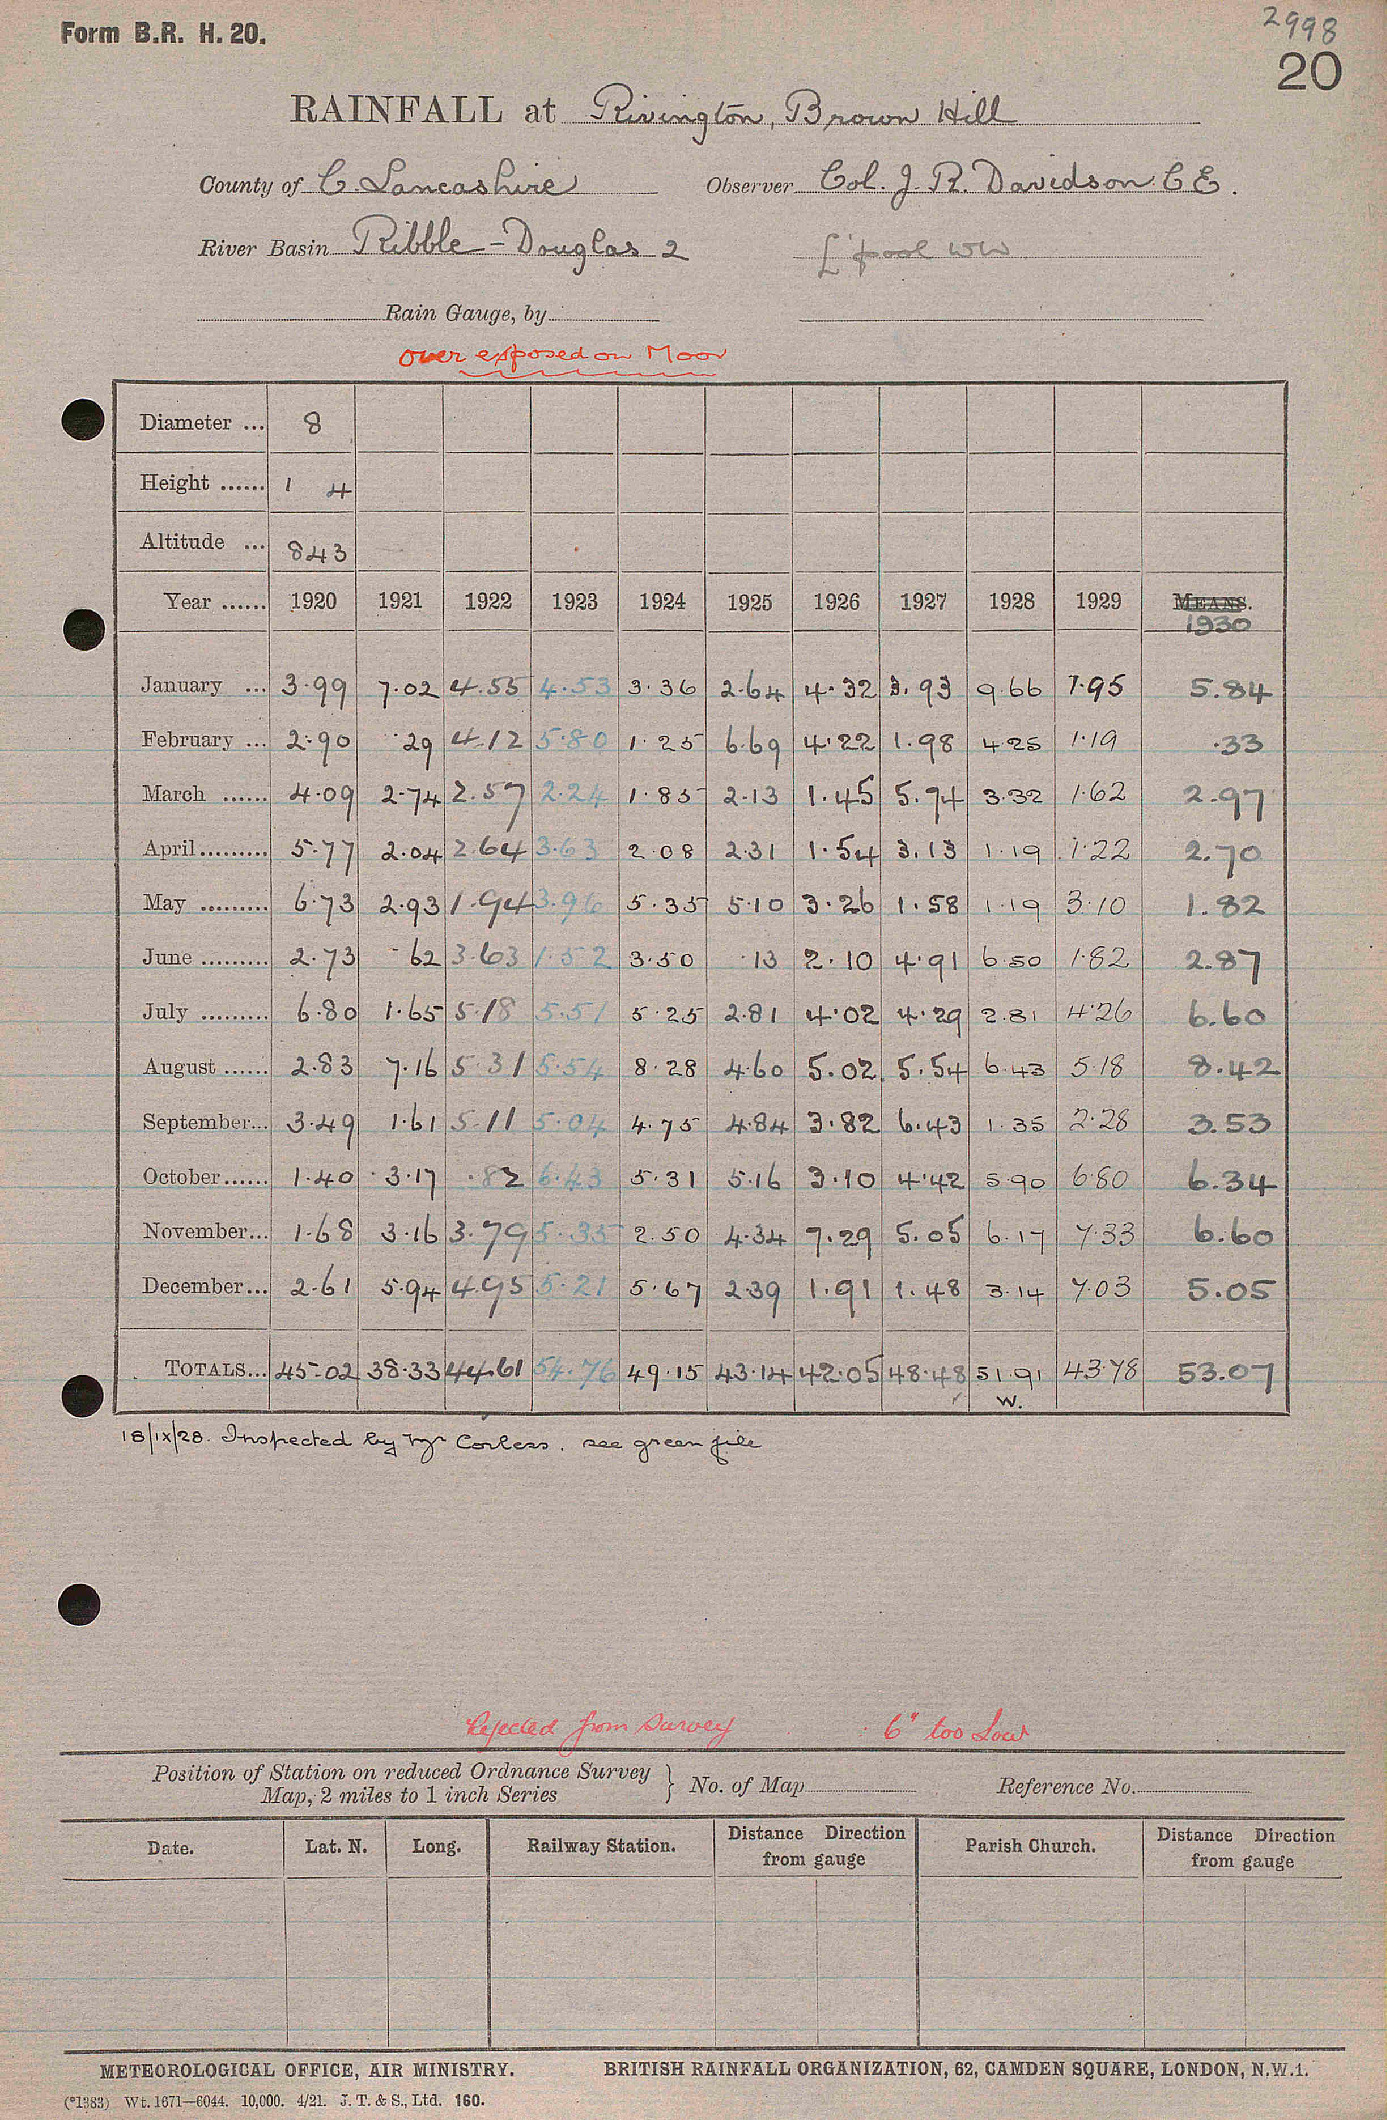 Form B.R. H. 20.
2998
20
RAINFALL at Rivington, Brown Hill
County of C. Lancashire Observer Col. J. R. Davidson C E.
River Basin Ribble - Douglas 2 L'pool WW
Rain Gauge, by
over exposed on Moor
Diameter ... 8
Height ...... 1 4
Altitude ... 843
Year ...... 1920 1921 1922 1923 1924 1925 1926 1927 1928 1929 MEANS.
1930
January ... 3.99 7.02 4.55 4.53 3.36 2.64 4.32 3.93 9.66 1.95 5.84
February ... 2.90 .29 4.12 5.80 1.25 6.69 4.22 1.98 4.25 1.19 .33
March ...... 4.09 2.74 2.57 2.24 1.85 2.13 1.45 5.74 3.32 1.62 2.97
April ......... 5.77 2.04 2.64 3.63 2.08 2.31 1.54 3.13 1.19 1.22 2.70
May ......... 6.73 2.93 1.94 3.96 5.35 5.10 3.26 1.58 1.19 3.10 1.82
June ......... 2.73 .62 3.63 1.52 3.50 .13 2.10 4.91 6.50 1.82 2.87
July ......... 6.80 1.65 5.18 5.51 5.25 2.81 4.02 4.29 2.81 4.26 6.60
August ...... 2.83 7.16 5.31 5.54 8.28 4.60 5.02 5.54 6.43 5.18 8.42
September... 3.49 1.61 5.11 5.04 4.75 4.84 3.82 6.43 1.35 2.28 3.53
October...... 1.40 3.17 .82 6.43 5.31 5.16 3.10 4.42 5.90 6.80 6.34
November... 1.68 3.16 3.79 5.35 2.50 4.34 7.29 5.05 6.17 7.33 6.60
December... 2.61 5.94 4.95 5.21 5.67 2.39 1.91 1.48 3.14 7.03 5.05
TOTALS... 45.02 38.33 44.61 54.76 49.15 43.14 42.05 48.48 51.91 43.78 53.07
W.
18/IX/28. Inspected by Mr Corless. see green file
Rejected from Survey 6" too Low
Position of Station on reduced Ordnance Survey
Map, 2 miles to 1 inch Series } No. of Map Reference No.
Date. Lat. N. Long. Railway Station. Distance Direction from gauge Parish Church. Distance Direction from gauge
METEOROLOGICAL OFFICE, AIR MINISTRY. BRITISH RAINFALL ORGANIZATION, 62, CAMDEN SQUARE, LONDON, N.W.1.
(*1383) Wt. 1671—6044. 10,000. 4/21. J. T. & S., Ltd. 160.